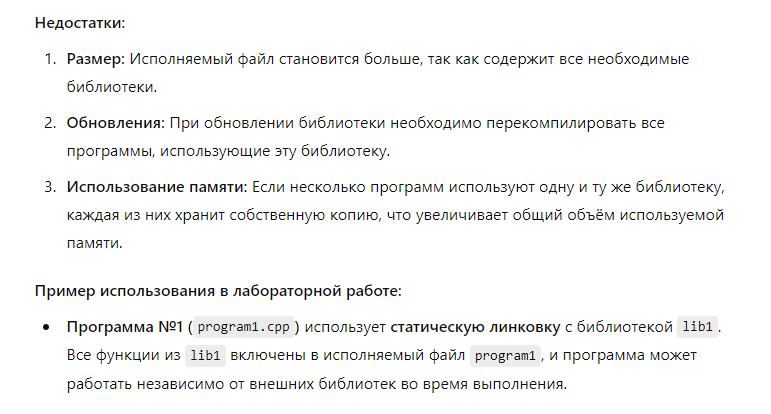 Недостатки:
1. Размер: Исполняемый файл становится больше, так как содержит все необходимые
библиотеки.
2. Обновления: При обновлении библиотеки необходимо перекомпилировать все
программы, использующие эту библиотеку.
3. Использование памяти: Если несколько программ используют одну и ту же библиотеку,
каждая из них хранит собственную копию, что увеличивает общий объём используемой
памяти.
Пример использования в лабораторной работе:
• Программа №1 (program1.cpp) использует статическую линковку с библиотекой lib1.
Все функции из lib1 включены в исполняемый файл program1, и программа может
работать независимо от внешних библиотек во время выполнения.